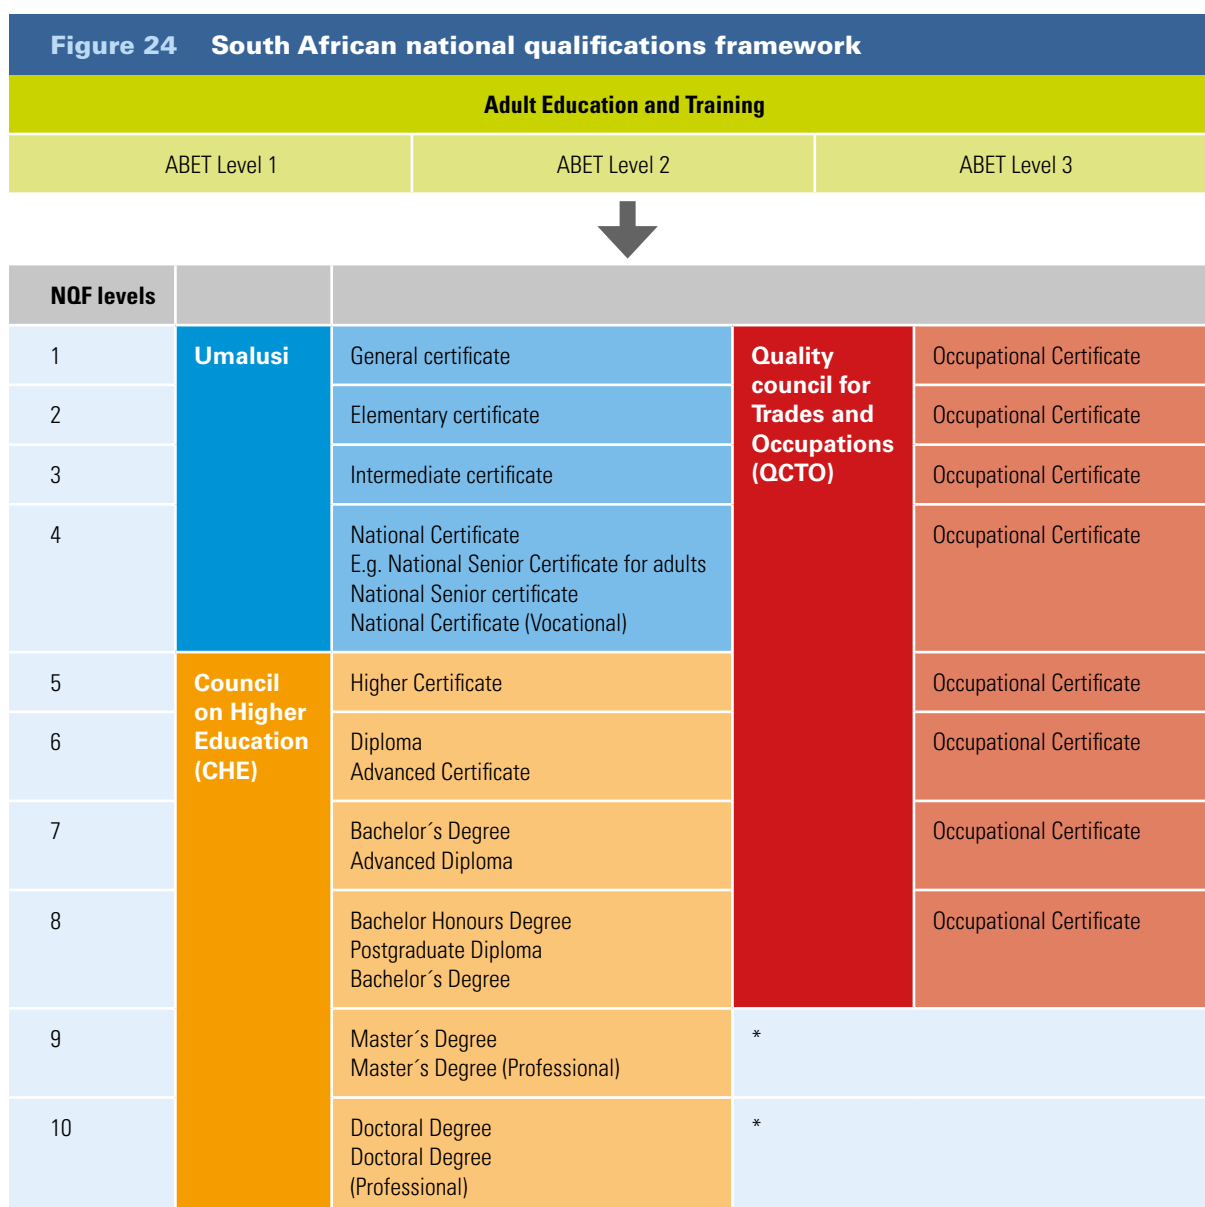 Figure 24 South African national qualifications framework
Adult Education and Training
ABET Level 1
ABET Level 2
ABET Level 3
NQF levels
1
Umalusi
General certificate
Quality
council for
Trades and
Occupations
(QCTO)
Occupational Certificate
2
Elementary certificate
Occupational Certificate
3
Intermediate certificate
Occupational Certificate
4
National Certificate
E.g. National Senior Certificate for adults
National Senior certificate
National Certificate (Vocational)
Occupational Certificate
5
Council
on Higher
Education
(CHE)
Higher Certificate
Occupational Certificate
6
Diploma
Advanced Certificate
Occupational Certificate
7
Bachelor´s Degree
Advanced Diploma
Occupational Certificate
8
Bachelor Honours Degree
Postgraduate Diploma
Bachelor´s Degree
Occupational Certificate
9
Master´s Degree
Master´s Degree (Professional)
*
10
Doctoral Degree
Doctoral Degree
(Professional)
*